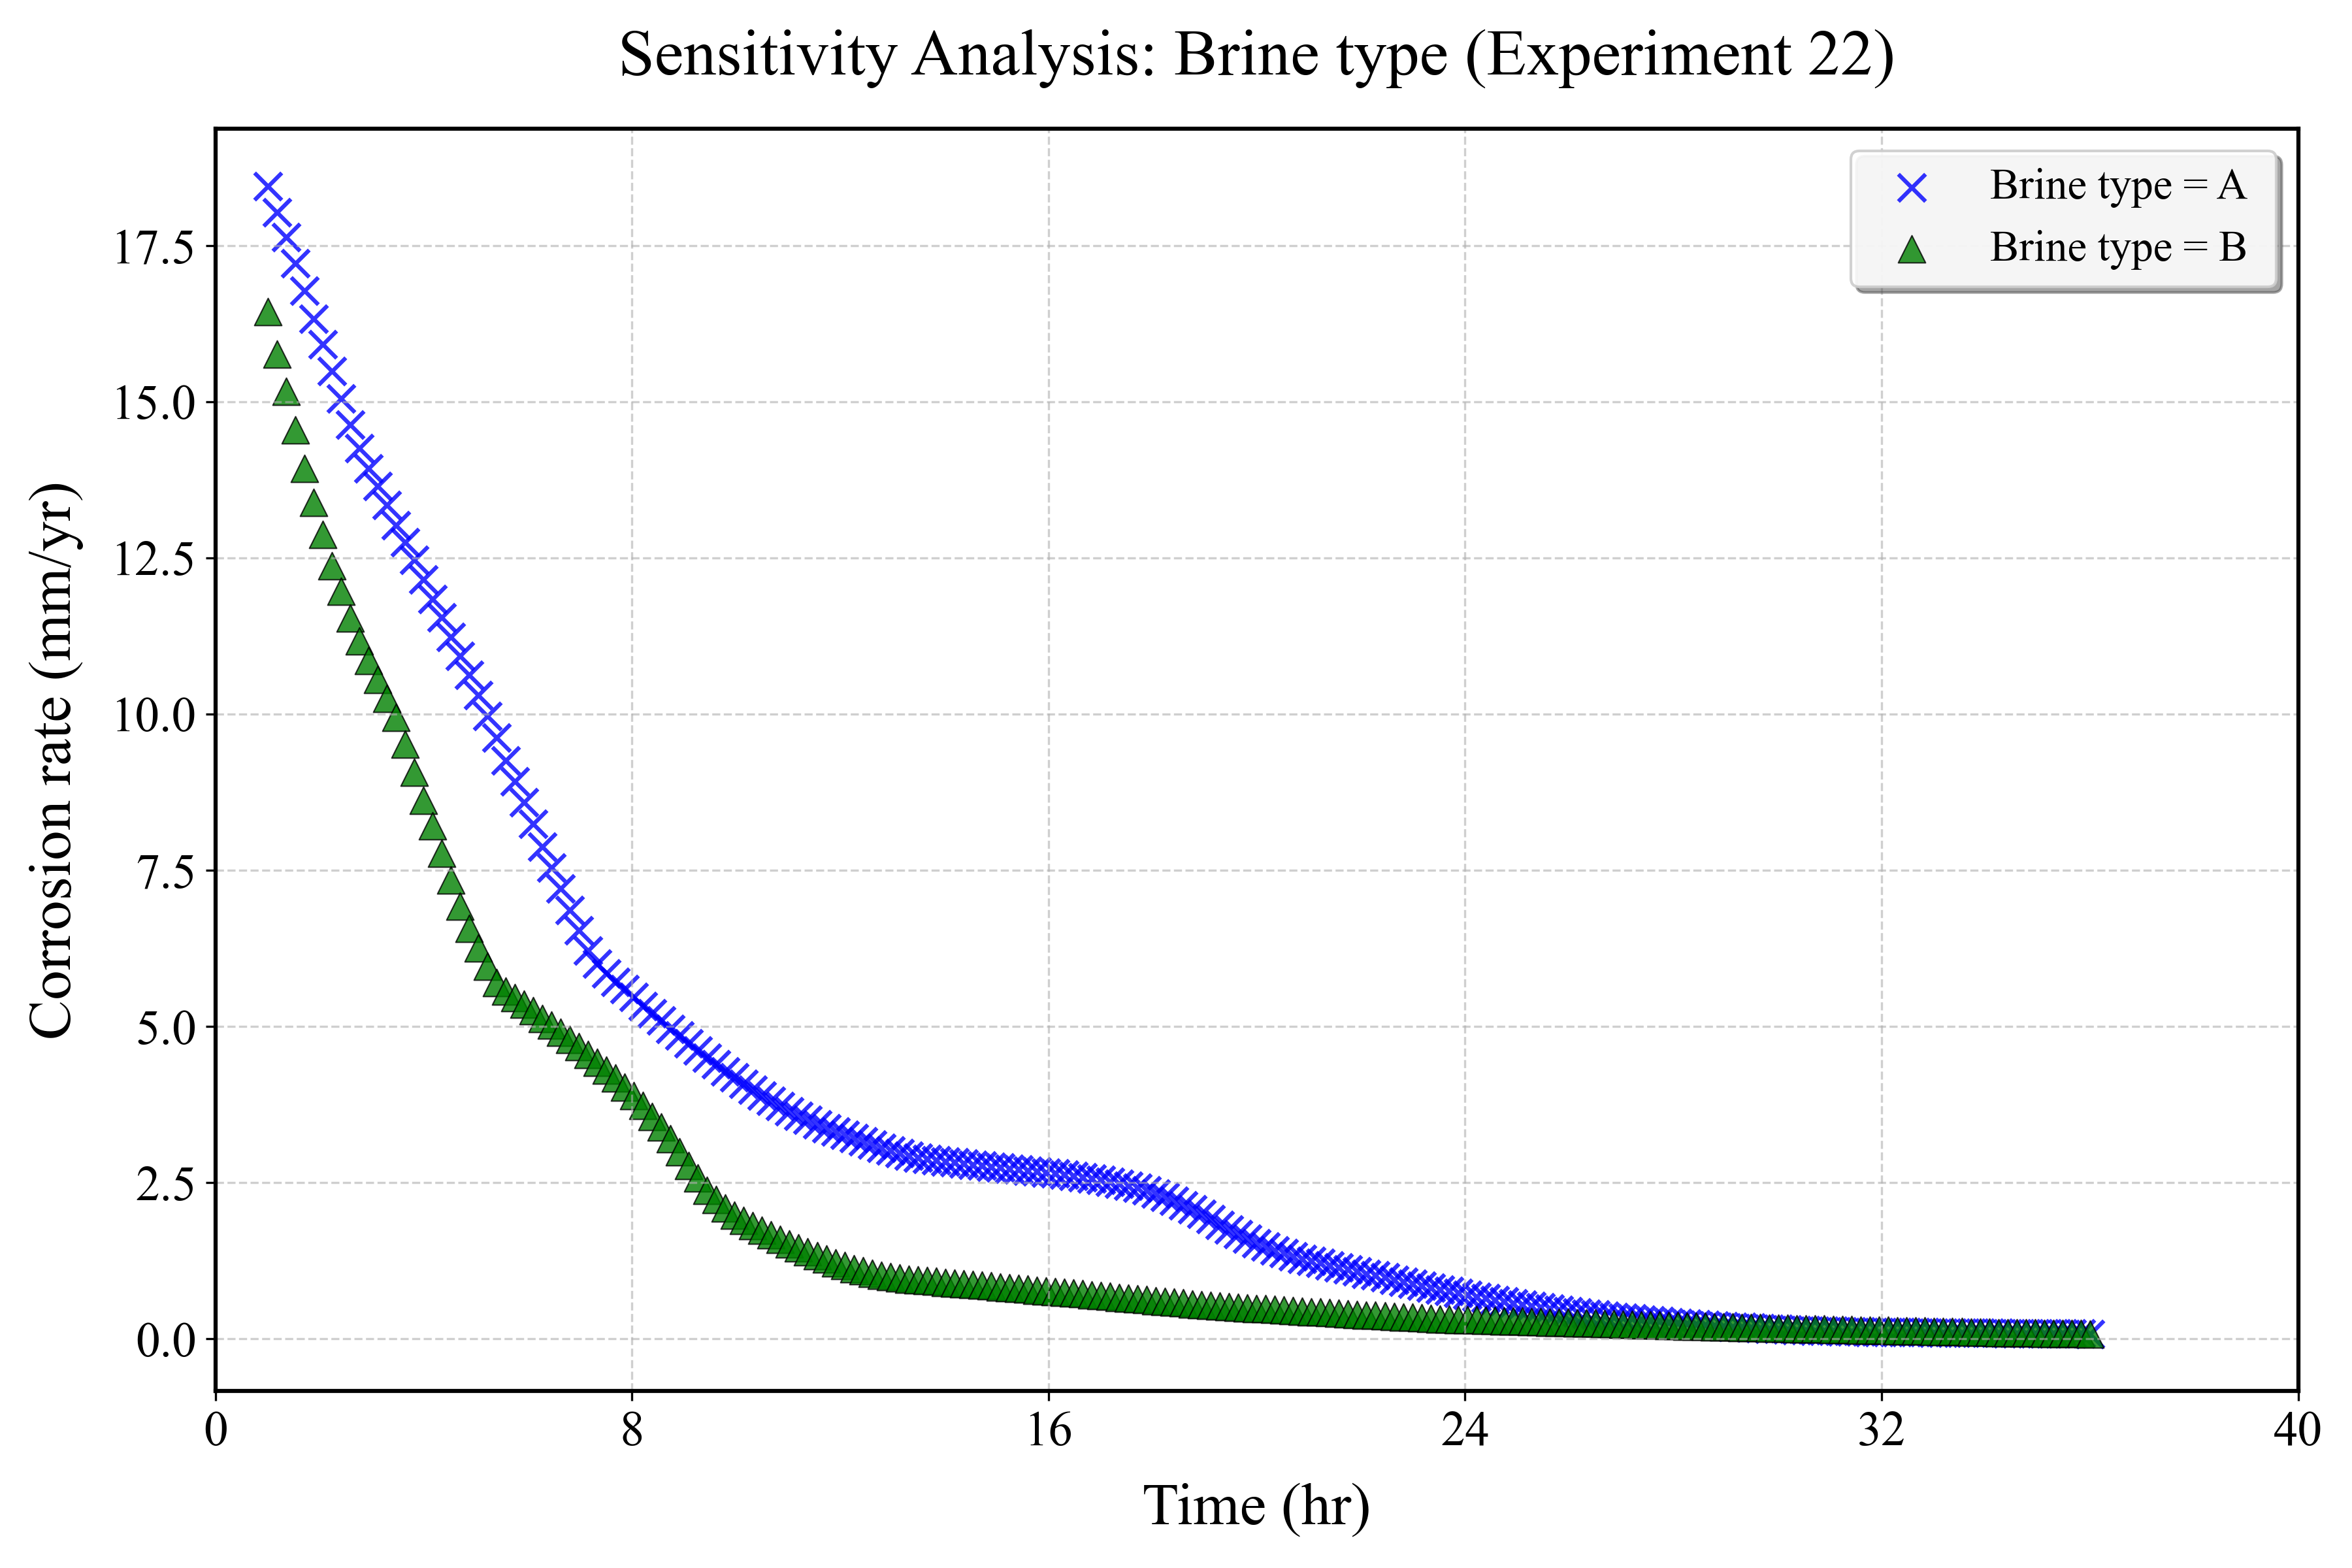 Sensitivity Analysis: Brine type (Experiment 22)
Brine type = A
Brine type = B
Corrosion rate (mm/yr)
17.5
15.0
12.5
10.0
7.5
5.0
2.5
0.0
0 8 16 24 32 40
Time (hr)